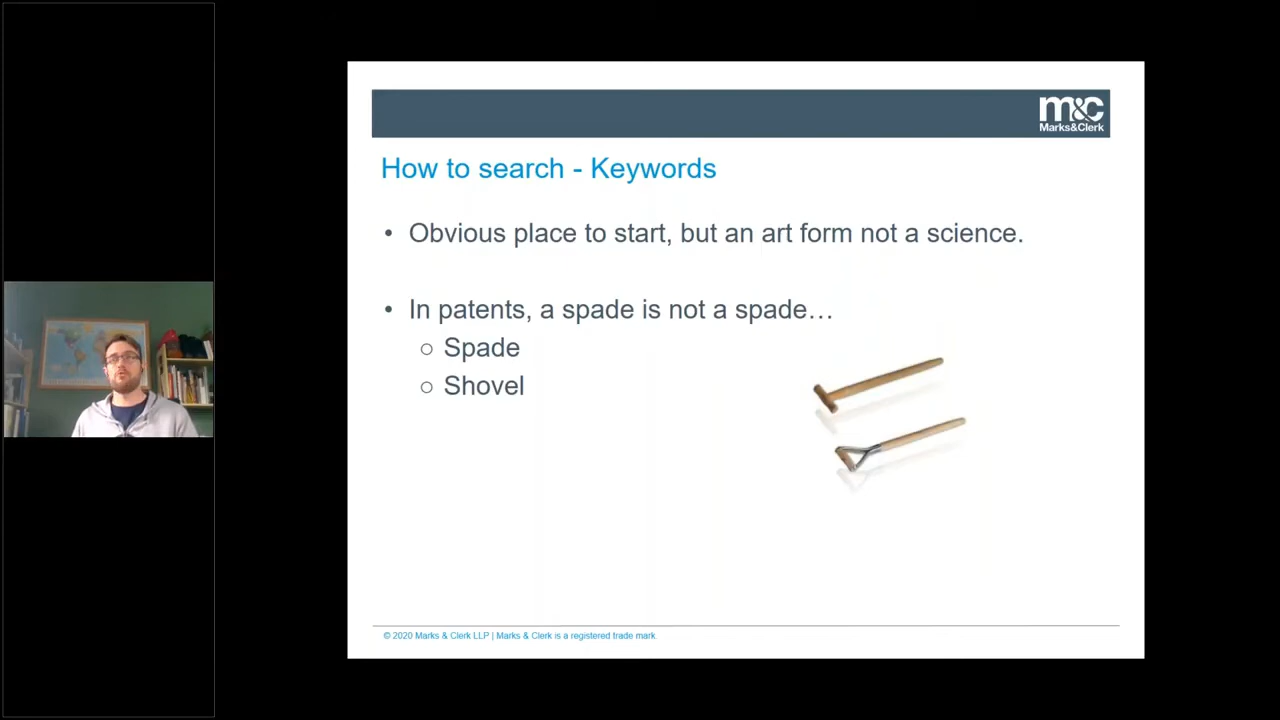 m&c
Marks&Clerk
How to search - Keywords
• Obvious place to start, but an art form not a science.
• In patents, a spade is not a spade…
○ Spade
○ Shovel
© 2020 Marks & Clerk LLP | Marks & Clerk is a registered trade mark.